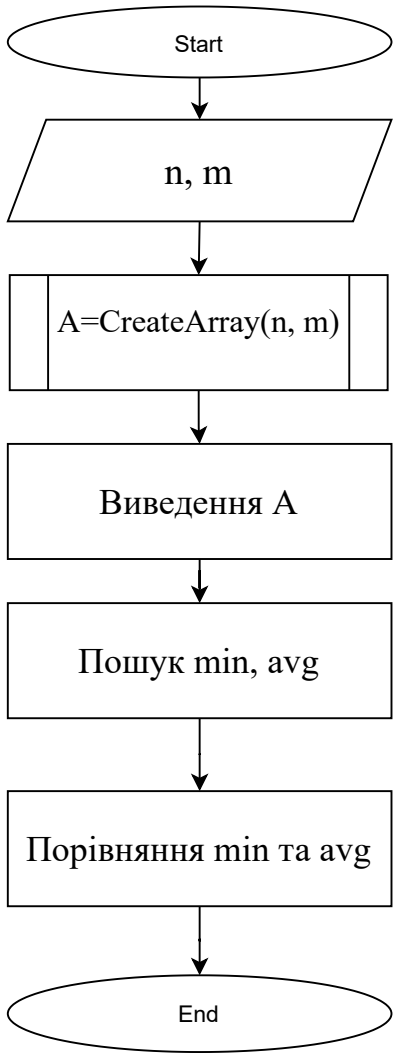 Start
n, m
A=CreateArray(n, m)
Виведення A
Пошук min, avg
Порівняння min та avg
End